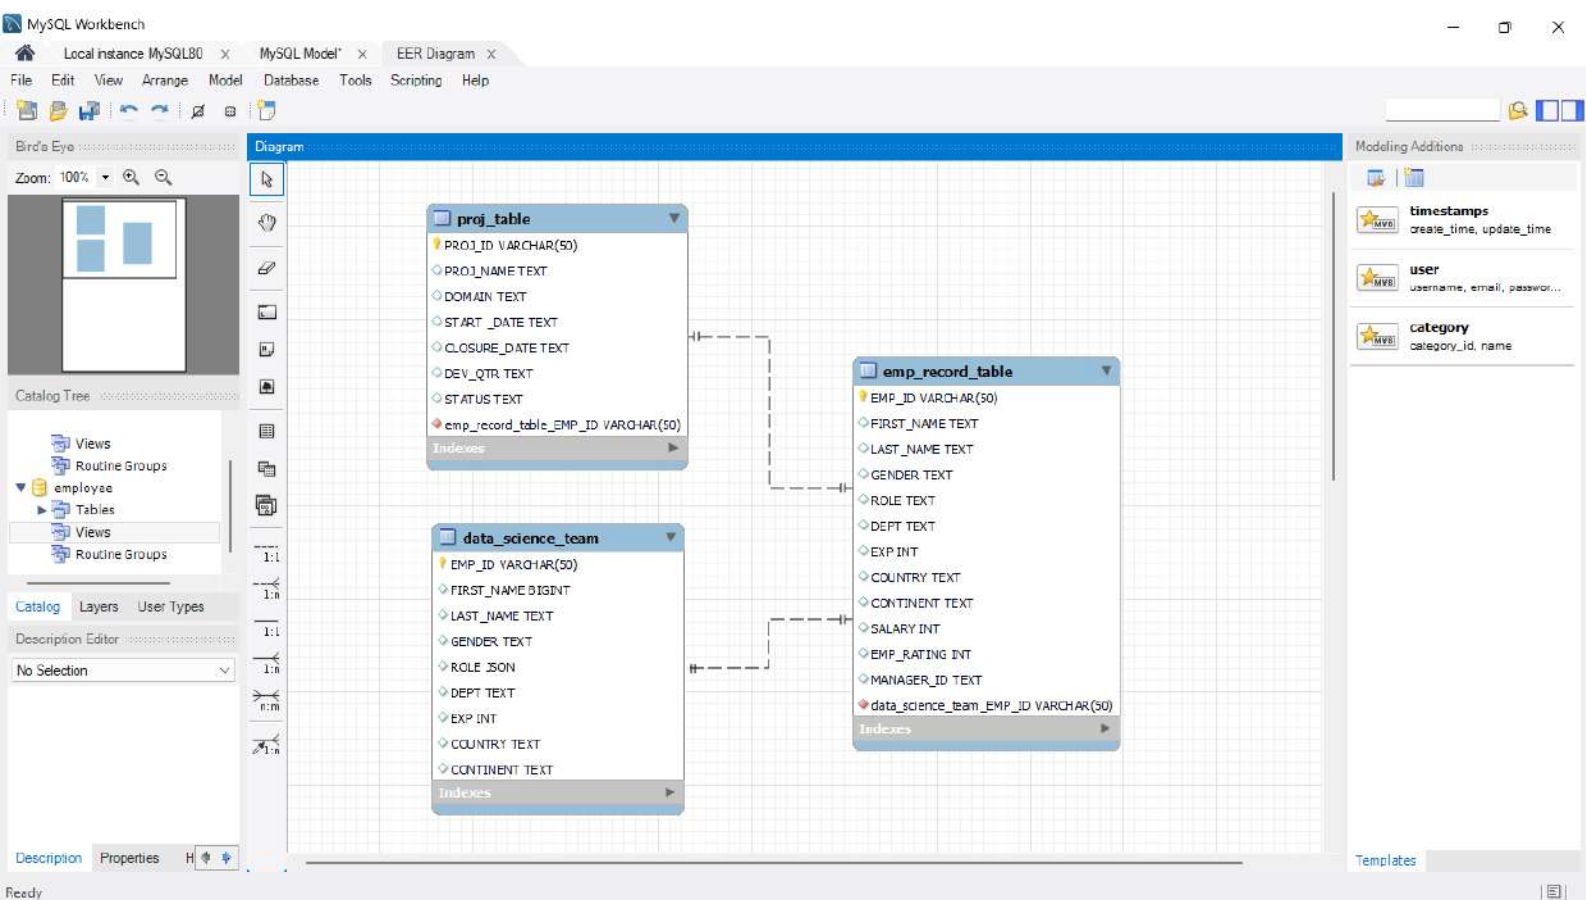 MySQL Workbench
Local instance MySQL80 x MySQL Model* x EER Diagram x
File Edit View Arrange Model Database Tools Scripting Help
Bird's Eye
Zoom: 100%
Catalog Tree
Views
Routine Groups
employee
Tables
Views
Routine Groups
Catalog Layers User Types
Description Editor
No Selection
Description Properties H
Ready
Diagram
1:1
1:n
1:1
1:n
n:m
1:n
proj_table
PROJ_ID VARCHAR(50)
PROJ_NAME TEXT
DOMAIN TEXT
START _DATE TEXT
CLOSURE_DATE TEXT
DEV_QTR TEXT
STATUS TEXT
emp_record_table_EMP_ID VARCHAR(50)
Indexes
data_science_team
EMP_ID VARCHAR(50)
FIRST_NAME BIGINT
LAST_NAME TEXT
GENDER TEXT
ROLE JSON
DEPT TEXT
EXP INT
COUNTRY TEXT
CONTINENT TEXT
Indexes
emp_record_table
EMP_ID VARCHAR(50)
FIRST_NAME TEXT
LAST_NAME TEXT
GENDER TEXT
ROLE TEXT
DEPT TEXT
EXP INT
COUNTRY TEXT
CONTINENT TEXT
SALARY INT
EMP_RATING INT
MANAGER_ID TEXT
data_science_team_EMP_ID VARCHAR(50)
Indexes
Modeling Additions
timestamps
create_time, update_time
user
username, email, passwor...
category
category_id, name
Templates